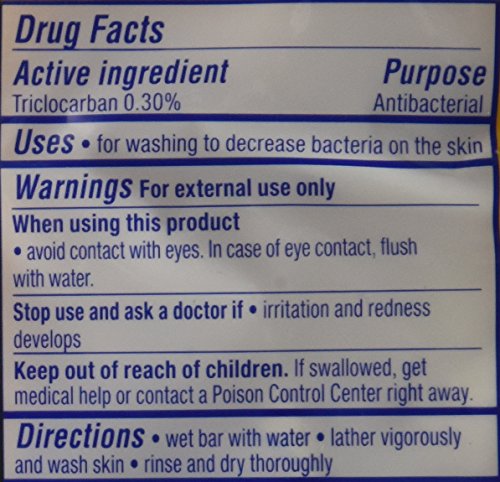 Drug Facts
Active ingredient Purpose
Triclocarban 0.30% Antibacterial
Uses • for washing to decrease bacteria on the skin
Warnings For external use only
When using this product
• avoid contact with eyes. In case of eye contact, flush
with water.
Stop use and ask a doctor if • irritation and redness
develops
Keep out of reach of children. If swallowed, get
medical help or contact a Poison Control Center right away.
Directions • wet bar with water • lather vigorously
and wash skin • rinse and dry thoroughly